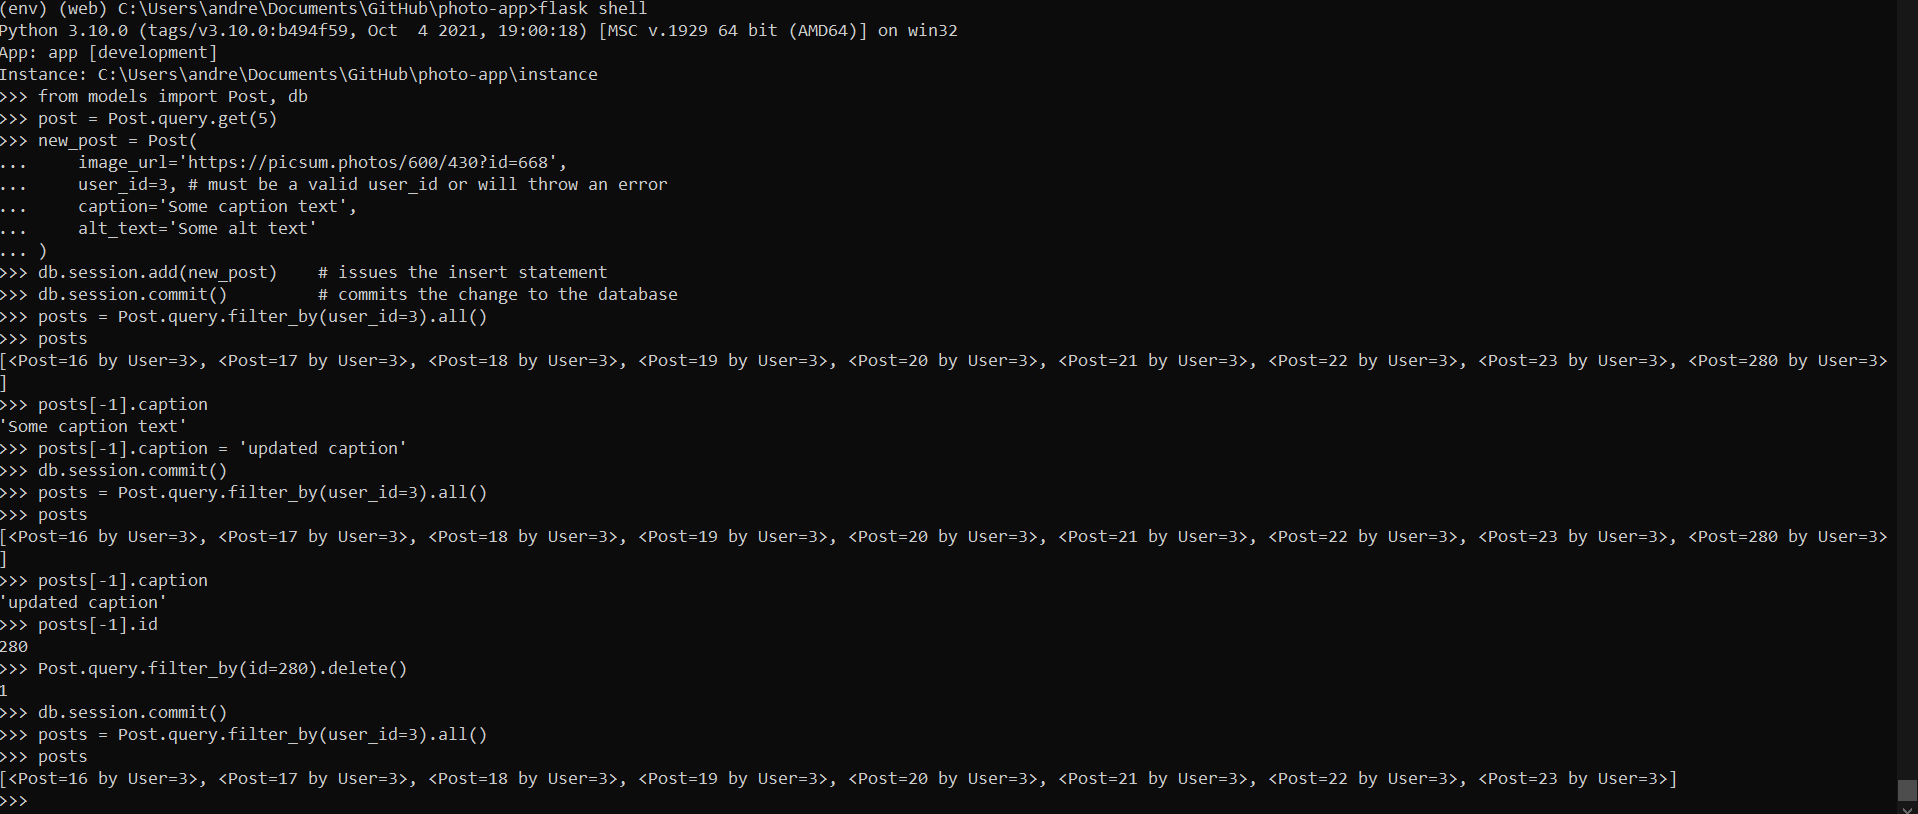 (env) (web) C:\Users\andre\Documents\GitHub\photo-app>flask shell
Python 3.10.0 (tags/v3.10.0:b494f59, Oct  4 2021, 19:00:18) [MSC v.1929 64 bit (AMD64)] on win32
App: app [development]
Instance: C:\Users\andre\Documents\GitHub\photo-app\instance
>>> from models import Post, db
>>> post = Post.query.get(5)
>>> new_post = Post(
...     image_url='https://picsum.photos/600/430?id=668',
...     user_id=3, # must be a valid user_id or will throw an error
...     caption='Some caption text',
...     alt_text='Some alt text'
... )
>>> db.session.add(new_post)    # issues the insert statement
>>> db.session.commit()         # commits the change to the database
>>> posts = Post.query.filter_by(user_id=3).all()
>>> posts
[<Post=16 by User=3>, <Post=17 by User=3>, <Post=18 by User=3>, <Post=19 by User=3>, <Post=20 by User=3>, <Post=21 by User=3>, <Post=22 by User=3>, <Post=23 by User=3>, <Post=280 by User=3>
]
>>> posts[-1].caption
'Some caption text'
>>> posts[-1].caption = 'updated caption'
>>> db.session.commit()
>>> posts = Post.query.filter_by(user_id=3).all()
>>> posts
[<Post=16 by User=3>, <Post=17 by User=3>, <Post=18 by User=3>, <Post=19 by User=3>, <Post=20 by User=3>, <Post=21 by User=3>, <Post=22 by User=3>, <Post=23 by User=3>, <Post=280 by User=3>
]
>>> posts[-1].caption
'updated caption'
>>> posts[-1].id
280
>>> Post.query.filter_by(id=280).delete()
1
>>> db.session.commit()
>>> posts = Post.query.filter_by(user_id=3).all()
>>> posts
[<Post=16 by User=3>, <Post=17 by User=3>, <Post=18 by User=3>, <Post=19 by User=3>, <Post=20 by User=3>, <Post=21 by User=3>, <Post=22 by User=3>, <Post=23 by User=3>]
>>>